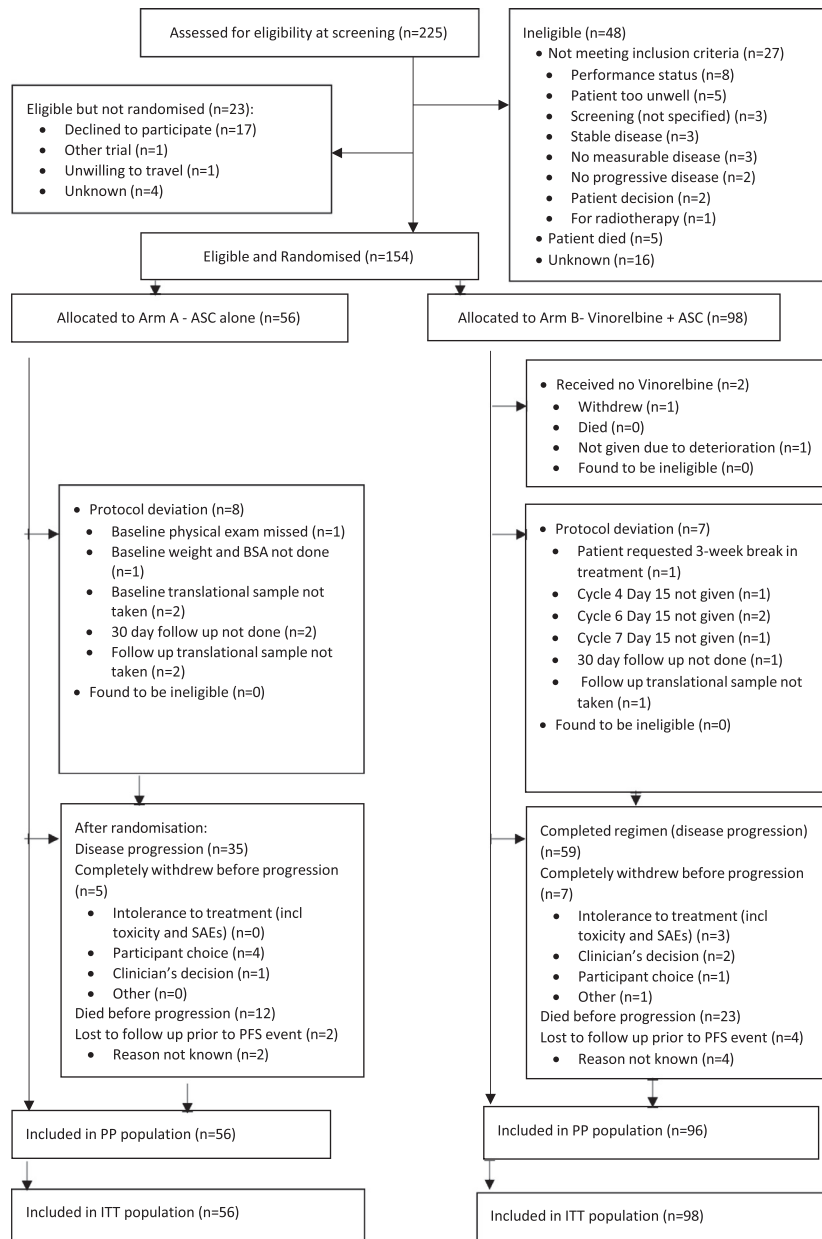 Assessed for eligibility at screening (n=225)
Ineligible (n=48)
• Not meeting inclusion criteria (n=27)
• Performance status (n=8)
• Patient too unwell (n=5)
• Screening (not specified) (n=3)
• Stable disease (n=3)
• No measurable disease (n=3)
• No progressive disease (n=2)
• Patient decision (n=2)
• For radiotherapy (n=1)
• Patient died (n=5)
• Unknown (n=16)
Eligible but not randomised (n=23):
• Declined to participate (n=17)
• Other trial (n=1)
• Unwilling to travel (n=1)
• Unknown (n=4)
Eligible and Randomised (n=154)
Allocated to Arm A - ASC alone (n=56)
Allocated to Arm B- Vinorelbine + ASC (n=98)
• Received no Vinorelbine (n=2)
• Withdrew (n=1)
• Died (n=0)
• Not given due to deterioration (n=1)
• Found to be ineligible (n=0)
• Protocol deviation (n=8)
• Baseline physical exam missed (n=1)
• Baseline weight and BSA not done
(n=1)
• Baseline translational sample not
taken (n=2)
• 30 day follow up not done (n=2)
• Follow up translational sample not
taken (n=2)
• Found to be ineligible (n=0)
• Protocol deviation (n=7)
• Patient requested 3-week break in
treatment (n=1)
• Cycle 4 Day 15 not given (n=1)
• Cycle 6 Day 15 not given (n=2)
• Cycle 7 Day 15 not given (n=1)
• 30 day follow up not done (n=1)
• Follow up translational sample not
taken (n=1)
• Found to be ineligible (n=0)
After randomisation:
Disease progression (n=35)
Completely withdrew before progression
(n=5)
• Intolerance to treatment (incl
toxicity and SAEs) (n=0)
• Participant choice (n=4)
• Clinician's decision (n=1)
• Other (n=0)
Died before progression (n=12)
Lost to follow up prior to PFS event (n=2)
• Reason not known (n=2)
Completed regimen (disease progression)
(n=59)
Completely withdrew before progression
(n=7)
• Intolerance to treatment (incl
toxicity and SAEs) (n=3)
• Clinician's decision (n=2)
• Participant choice (n=1)
• Other (n=1)
Died before progression (n=23)
Lost to follow up prior to PFS event (n=4)
• Reason not known (n=4)
Included in PP population (n=56)
Included in PP population (n=96)
Included in ITT population (n=56)
Included in ITT population (n=98)